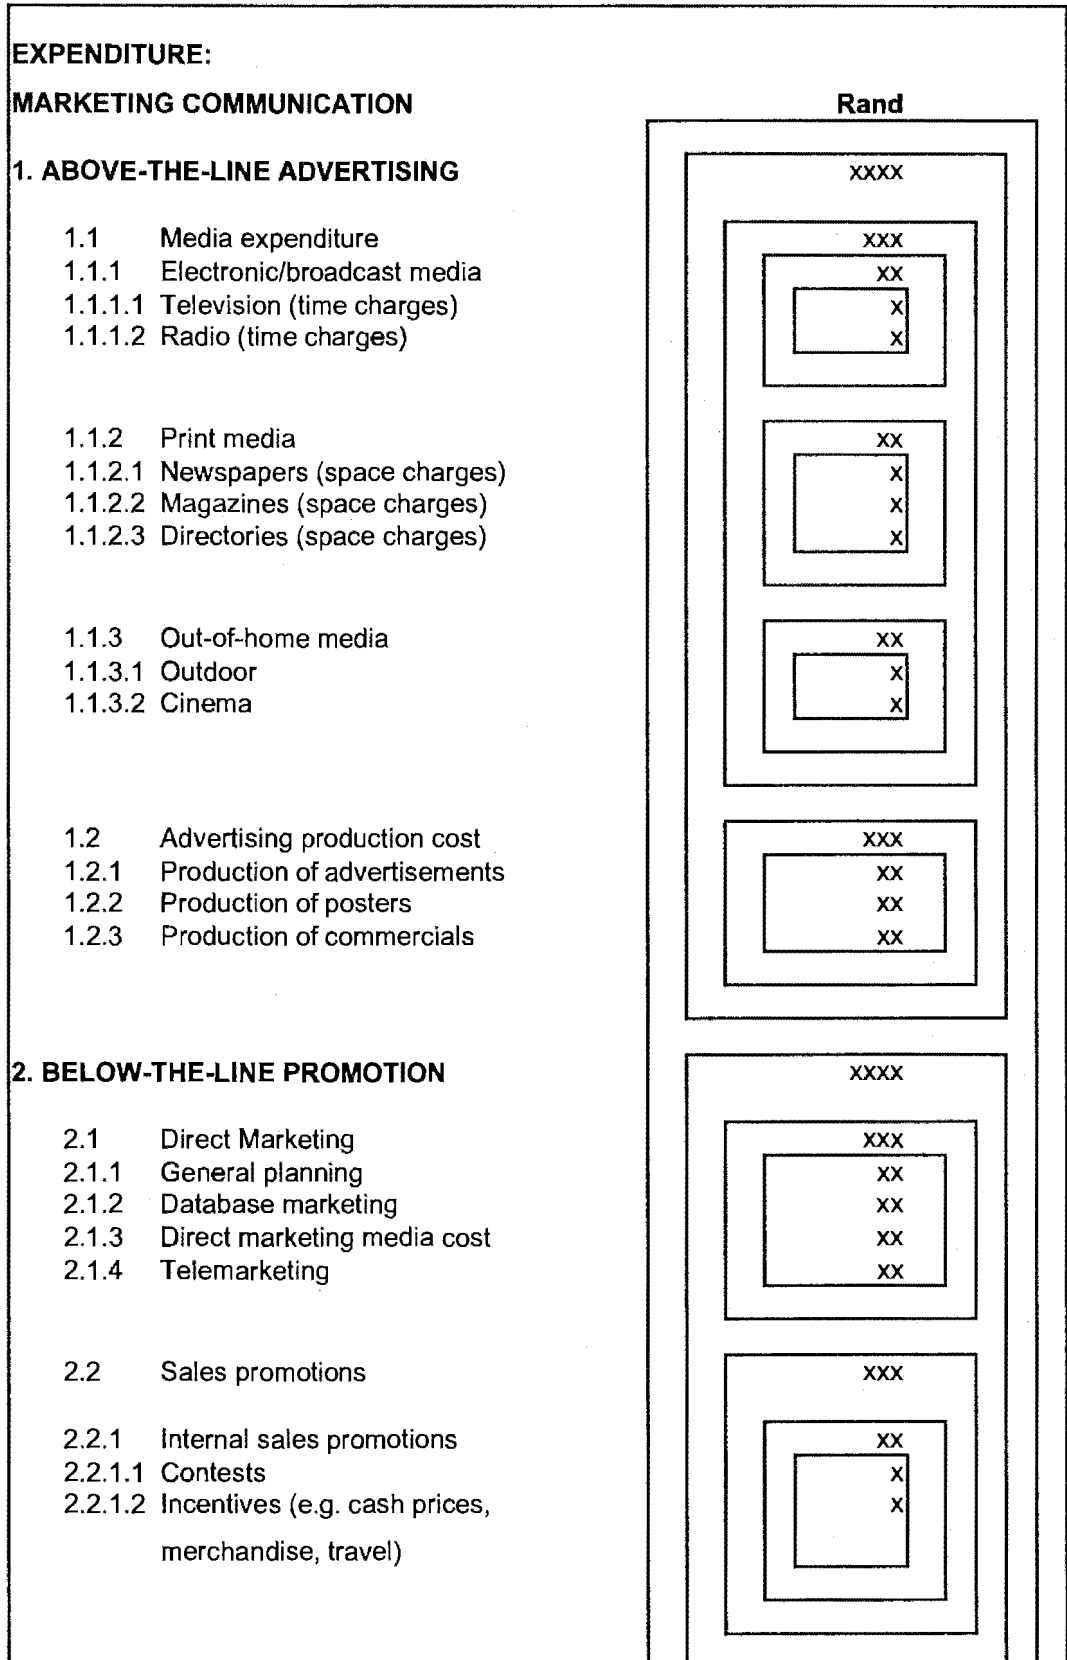 EXPENDITURE:
MARKETING COMMUNICATION Rand
1. ABOVE-THE-LINE ADVERTISING xxxx
1.1 Media expenditure xxx
1.1.1 Electronic/broadcast media xx
1.1.1.1 Television (time charges) x
1.1.1.2 Radio (time charges) x
1.1.2 Print media xx
1.1.2.1 Newspapers (space charges) x
1.1.2.2 Magazines (space charges) x
1.1.2.3 Directories (space charges) x
1.1.3 Out-of-home media xx
1.1.3.1 Outdoor x
1.1.3.2 Cinema x
1.2 Advertising production cost xxx
1.2.1 Production of advertisements xx
1.2.2 Production of posters xx
1.2.3 Production of commercials xx
2. BELOW-THE-LINE PROMOTION xxxx
2.1 Direct Marketing xxx
2.1.1 General planning xx
2.1.2 Database marketing xx
2.1.3 Direct marketing media cost xx
2.1.4 Telemarketing xx
2.2 Sales promotions xxx
2.2.1 Internal sales promotions xx
2.2.1.1 Contests x
2.2.1.2 Incentives (e.g. cash prices, x
merchandise, travel)